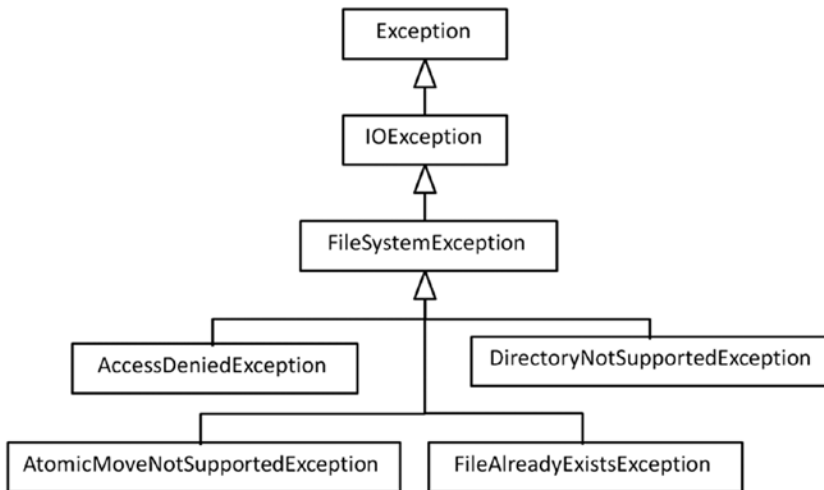 Exception
IOException
FileSystemException
AccessDeniedException
DirectoryNotSupportedException
AtomicMoveNotSupportedException
FileAlreadyExistsException